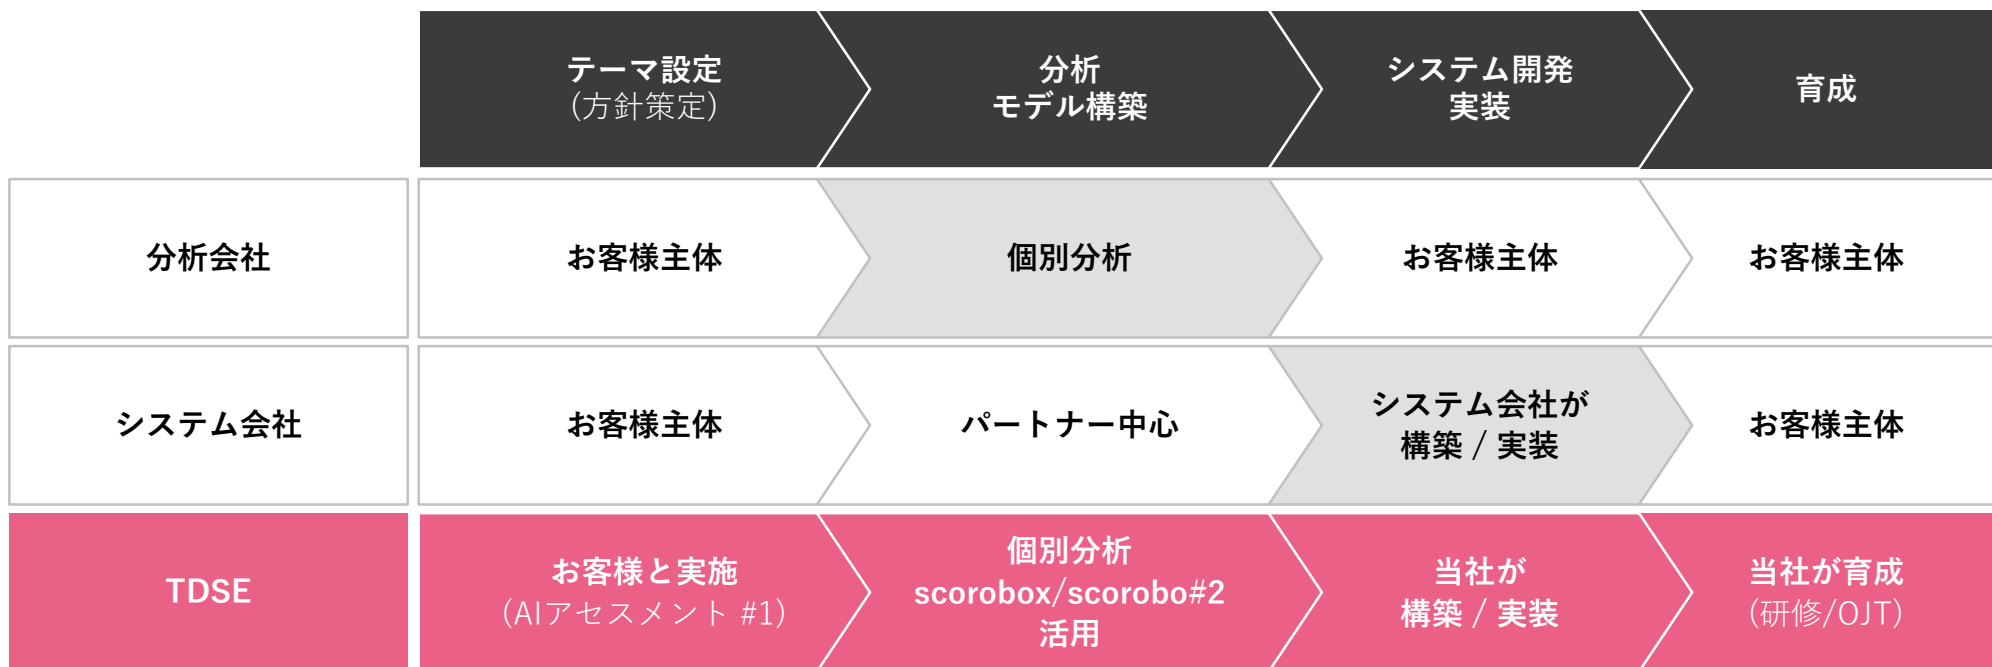 テーマ設定
(方針策定)
分析
モデル構築
システム開発
実装
育成
分析会社
お客様主体
個別分析
お客様主体
お客様主体
システム会社
お客様主体
パートナー中心
システム会社が
構築 / 実装
お客様主体
TDSE
お客様と実施
(AIアセスメント #1)
個別分析
scorobox/scorobo#2
活用
当社が
構築 / 実装
当社が育成
(研修/OJT)